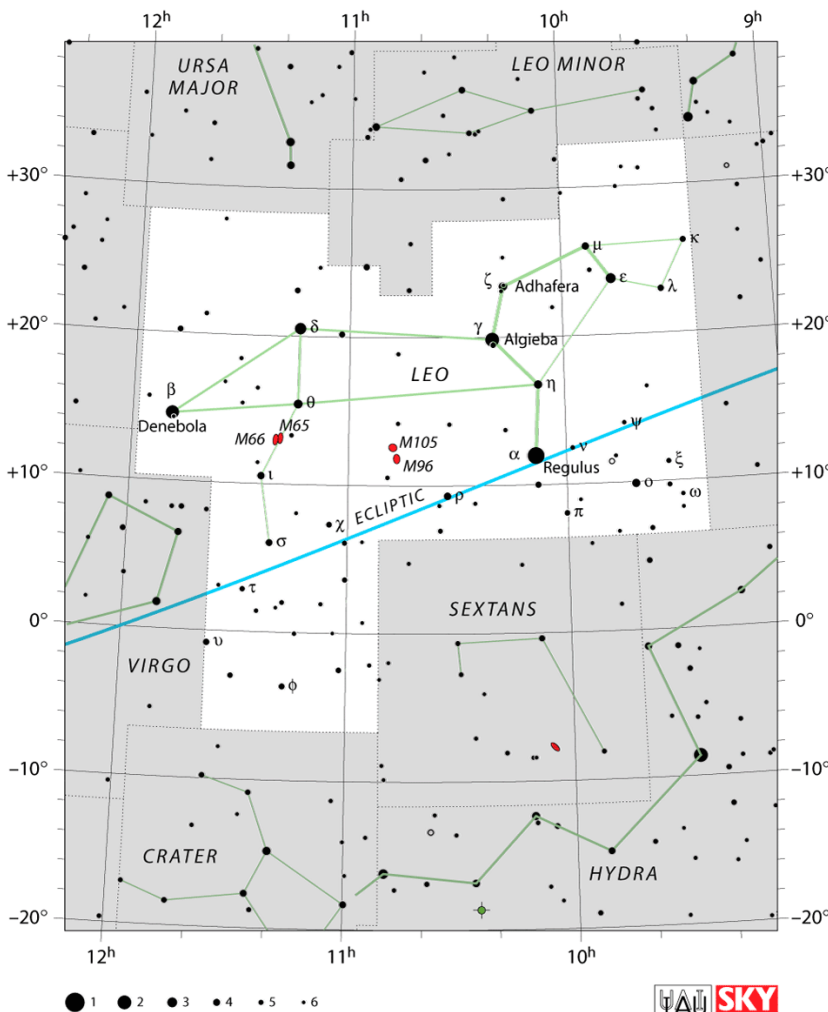 12h 11h 10h 9h
URSA
MAJOR
LEO MINOR
+30° +30°
μ κ
ζ Adhafera ε λ
+20° δ +20°
γ Algieba
LEO
β η
Denebola θ
M66 M65 ψ
M105 ν
α Regulus ξ
+10° ι M96 +10°
ο ω
ECLIPTIC ρ π
χ
σ
τ
SEXTANS
0° 0°
υ
VIRGO
ϕ
−10° −10°
CRATER
HYDRA
−20° −20°
12h 11h 10h
1 2 3 4 5 6
IAU SKY